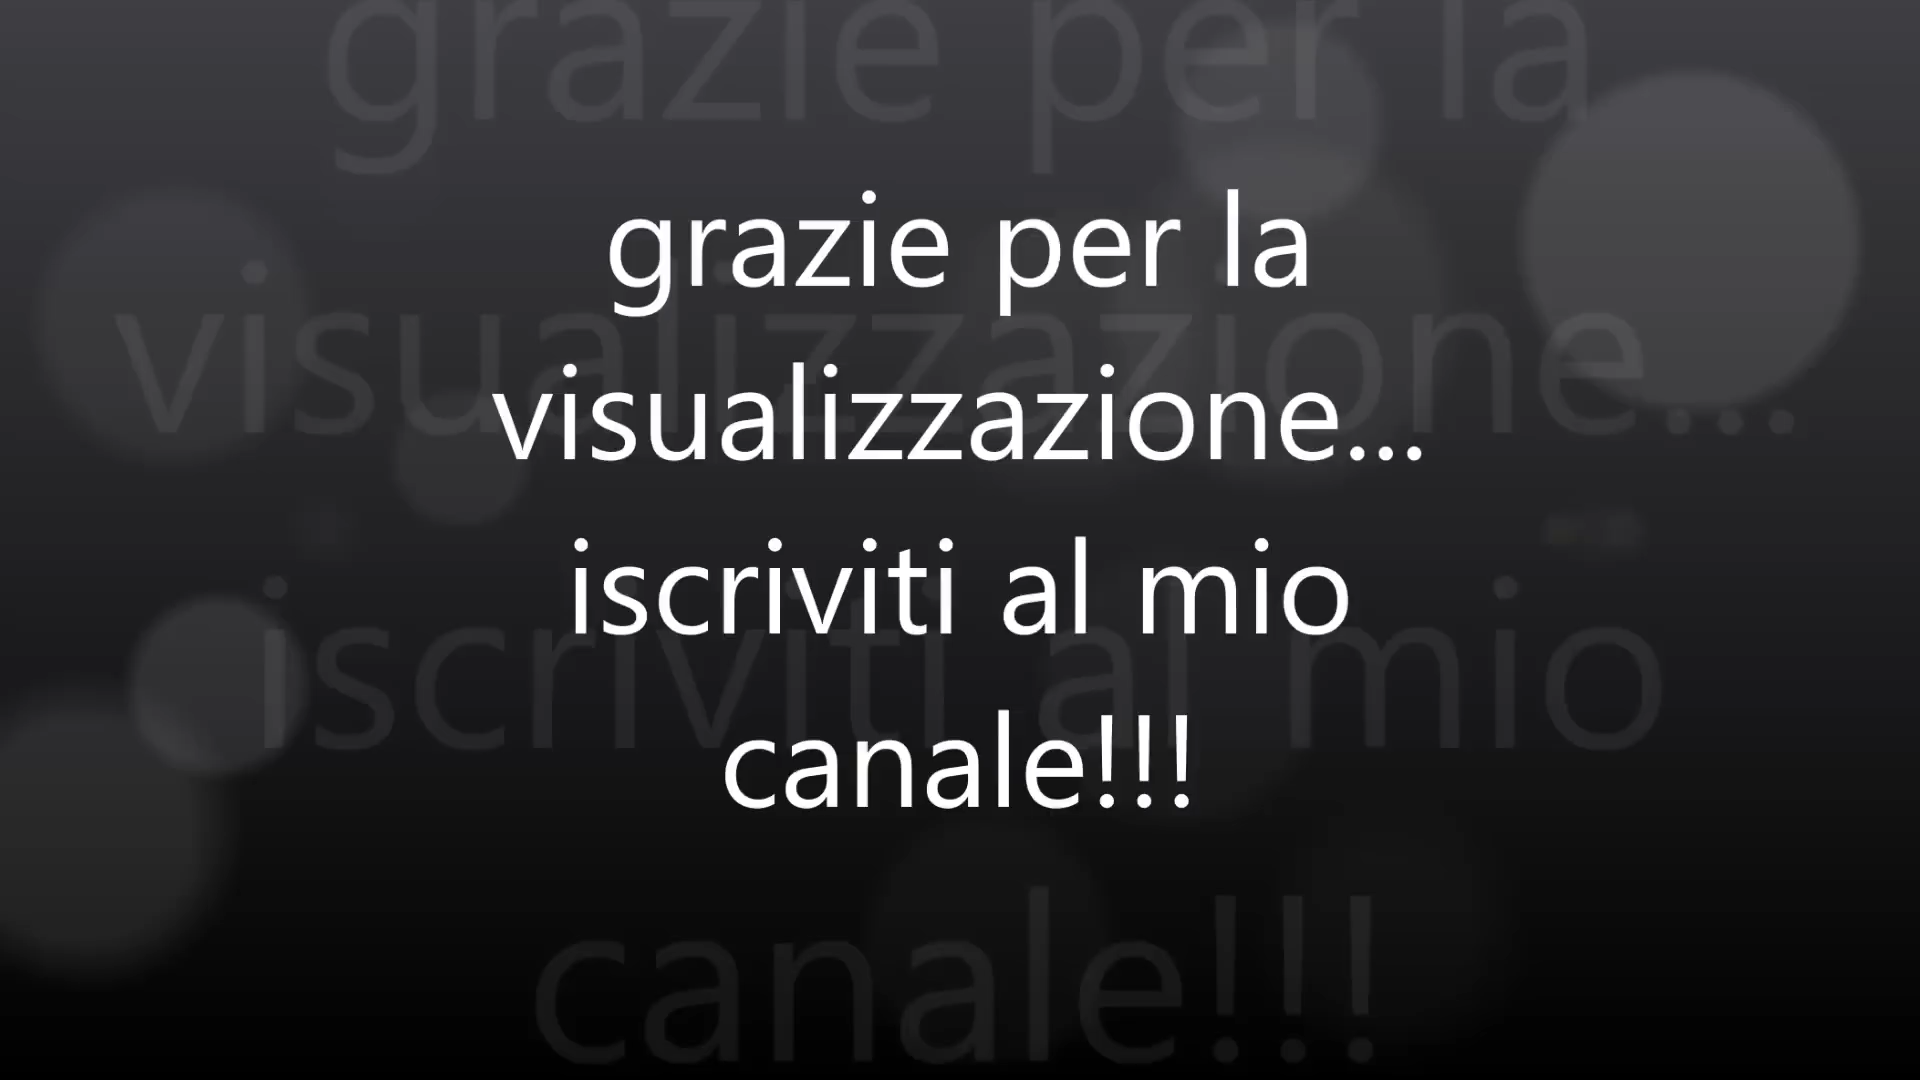 grazie per la
visualizzazione...
iscriviti al mio
canale!!!